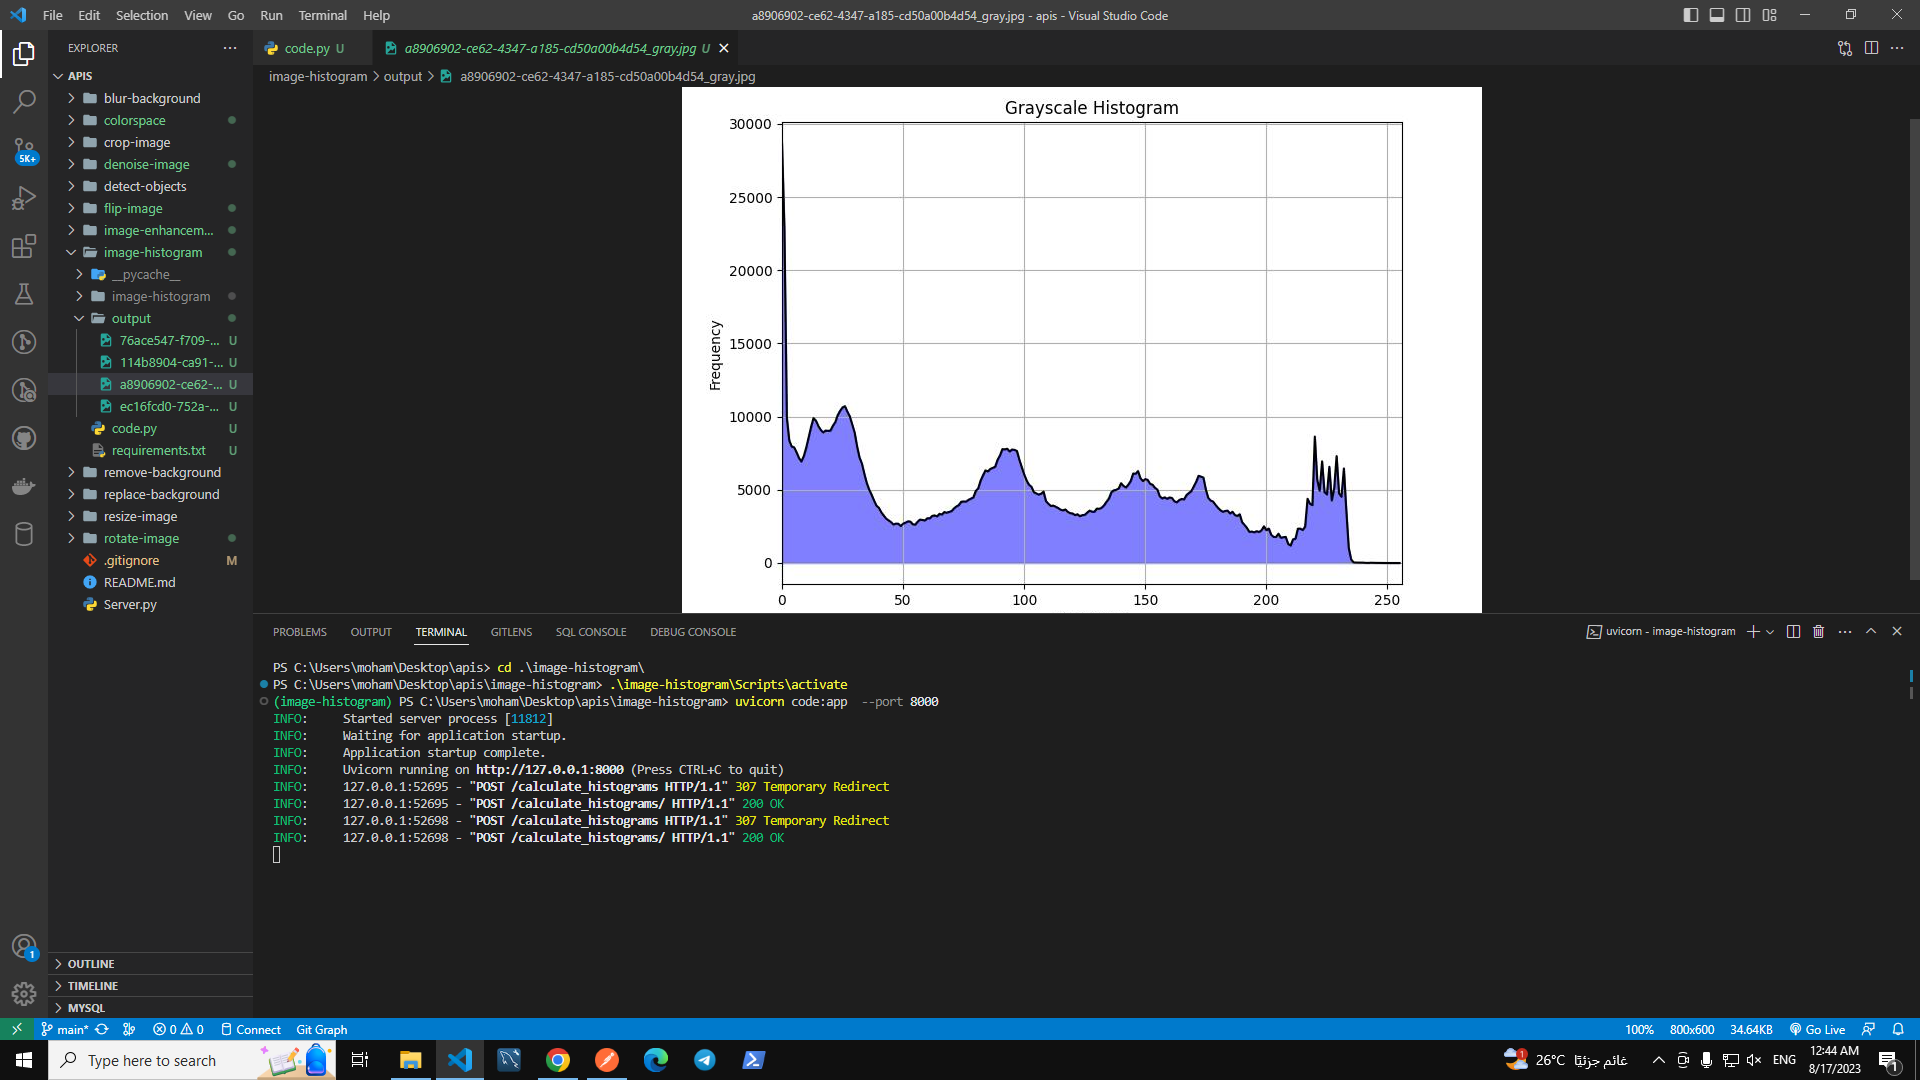 File Edit Selection View Go Run Terminal Help
a8906902-ce62-4347-a185-cd50a00b4d54_gray.jpg - apis - Visual Studio Code
EXPLORER
APIS
blur-background
colorspace
crop-image
denoise-image
detect-objects
flip-image
image-enhancem...
image-histogram
__pycache__
image-histogram
output
76ace547-f709-... U
114b8904-ca91-... U
a8906902-ce62-... U
ec16fcd0-752a-... U
code.py U
requirements.txt U
remove-background
replace-background
resize-image
rotate-image
.gitignore M
README.md
Server.py
OUTLINE
TIMELINE
MYSQL
5K+
1
code.py U
a8906902-ce62-4347-a185-cd50a00b4d54_gray.jpg U
image-histogram > output > a8906902-ce62-4347-a185-cd50a00b4d54_gray.jpg
Grayscale Histogram
30000
25000
20000
15000
10000
5000
0
Frequency
0 50 100 150 200 250
PROBLEMS OUTPUT TERMINAL GITLENS SQL CONSOLE DEBUG CONSOLE
uvicorn - image-histogram
PS C:\Users\moham\Desktop\apis> cd .\image-histogram\
PS C:\Users\moham\Desktop\apis\image-histogram> .\image-histogram\Scripts\activate
(image-histogram) PS C:\Users\moham\Desktop\apis\image-histogram> uvicorn code:app --port 8000
INFO: Started server process [11812]
INFO: Waiting for application startup.
INFO: Application startup complete.
INFO: Uvicorn running on http://127.0.0.1:8000 (Press CTRL+C to quit)
INFO: 127.0.0.1:52695 - "POST /calculate_histograms HTTP/1.1" 307 Temporary Redirect
INFO: 127.0.0.1:52695 - "POST /calculate_histograms/ HTTP/1.1" 200 OK
INFO: 127.0.0.1:52698 - "POST /calculate_histograms HTTP/1.1" 307 Temporary Redirect
INFO: 127.0.0.1:52698 - "POST /calculate_histograms/ HTTP/1.1" 200 OK
main* 0 0 Connect Git Graph
100% 800x600 34.64KB Go Live
Type here to search
1
26°C غائم جزئيًا
ENG
12:44 AM
8/17/2023
1